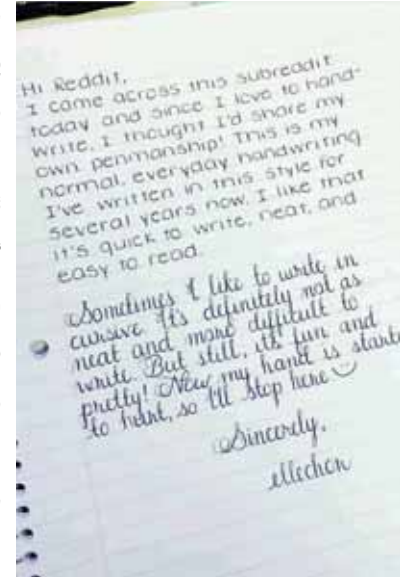 Hi Reddit,
I came across this subreddit
today and since I love to hand-
write, I thought I'd share my
own penmanship! This is my
normal, everyday handwriting
I've written in this style for
several years now. I like that
it's quick to write, neat, and
easy to read.
Sometimes I like to write in
cursive. It's definitely not as
neat and more difficult to
write. But still, it's fun and
pretty! Now my hand is starte
to hurt, so I'll stop here
Sincerely,
ellechen